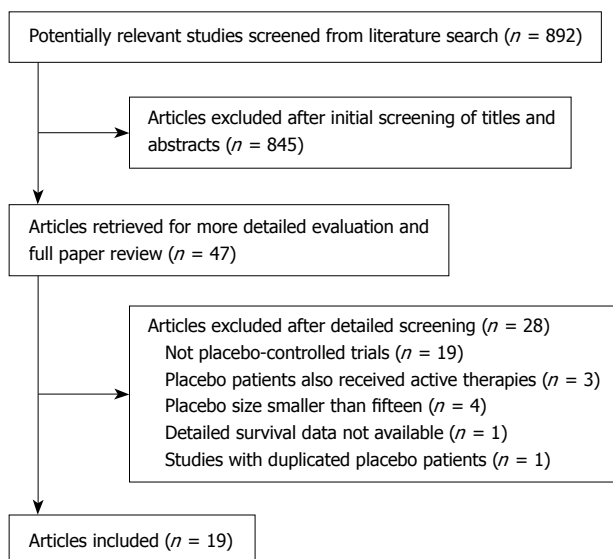 Potentially relevant studies screened from literature search (n = 892)
Articles excluded after initial screening of titles and
abstracts (n = 845)
Articles retrieved for more detailed evaluation and
full paper review (n = 47)
Articles excluded after detailed screening (n = 28)
Not placebo-controlled trials (n = 19)
Placebo patients also received active therapies (n = 3)
Placebo size smaller than fifteen (n = 4)
Detailed survival data not available (n = 1)
Studies with duplicated placebo patients (n = 1)
Articles included (n = 19)